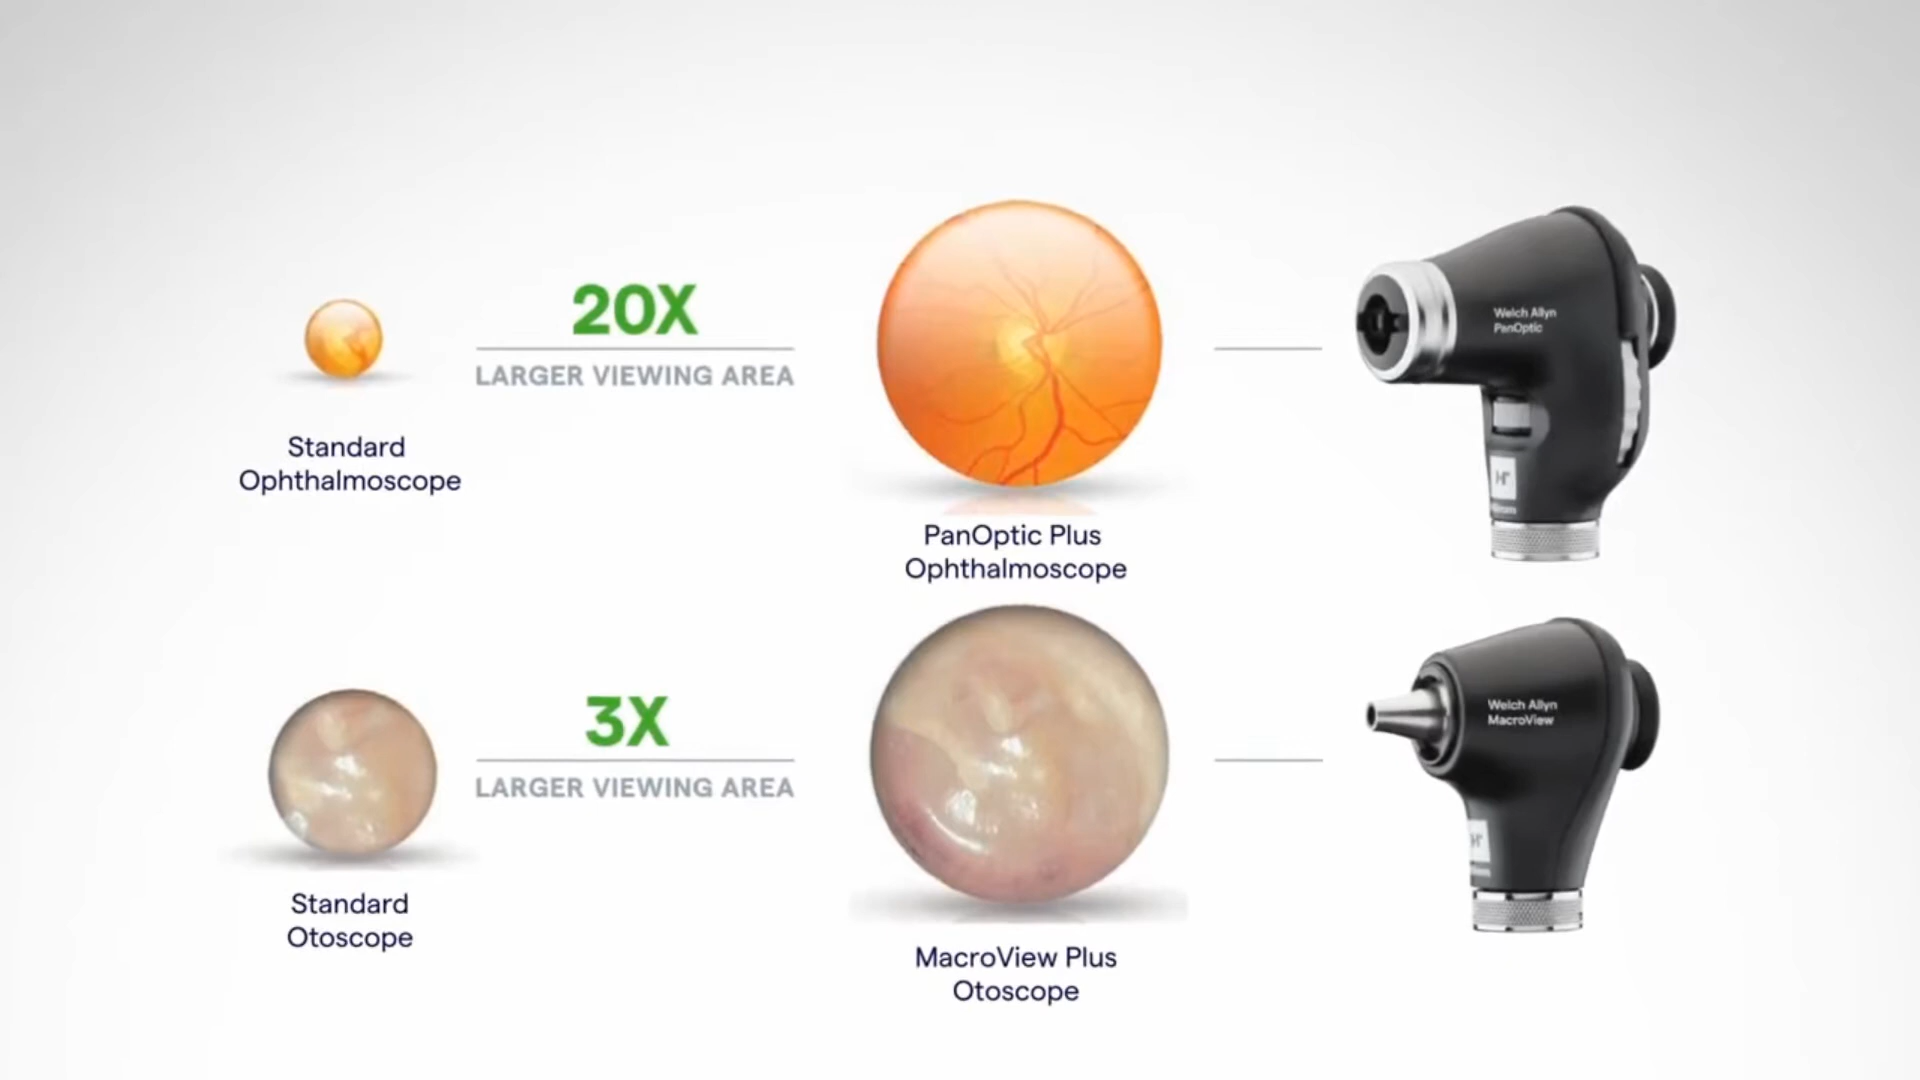 20X
LARGER VIEWING AREA
Standard
Ophthalmoscope
PanOptic Plus
Ophthalmoscope
Welch Allyn
PanOptic
3X
LARGER VIEWING AREA
Standard
Otoscope
MacroView Plus
Otoscope
Welch Allyn
MacroView